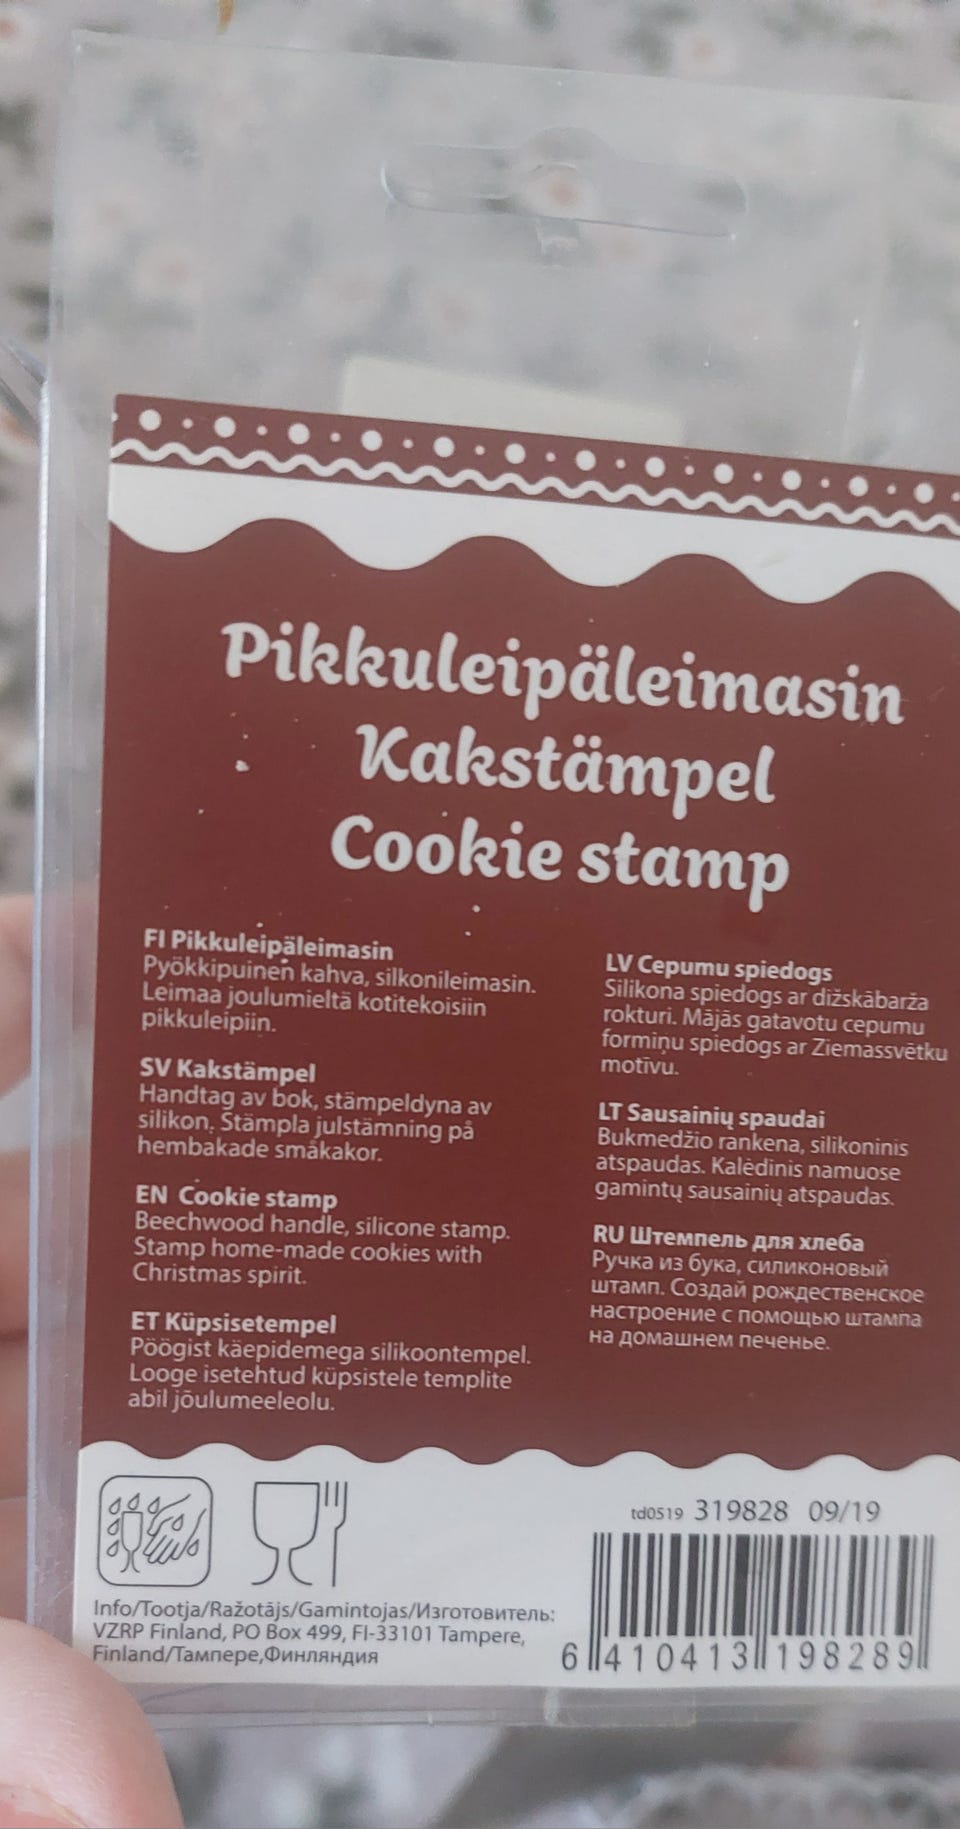 Pikkuleipäleimasin
Kakstämpel
Cookie stamp
FI Pikkuleipäleimasin
Pyökkipuinen kahva, silkonileimasin.
Leimaa joulumieltä kotitekoisiin
pikkuleipiin.
SV Kakstämpel
Handtag av bok, stämpeldyna av
silikon. Stämpla julstämning på
hembakade småkakor.
EN Cookie stamp
Beechwood handle, silicone stamp.
Stamp home-made cookies with
Christmas spirit.
ET Küpsisetempel
Pöögist käepidemega silikoontempel.
Looge isetehtud küpsistele templite
abil jõulumeeleolu.
LV Cepumu spiedogs
Silikona spiedogs ar dižskābarža
rokturi. Mājās gatavotu cepumu
formiņu spiedogs ar Ziemassvētku
motīvu.
LT Sausainių spaudai
Bukmedžio rankena, silikoninis
atspaudas. Kalėdinis namuose
gamintų sausainių atspaudas.
RU Штемпель для хлеба
Ручка из бука, силиконовый
штамп. Создай рождественское
настроение с помощью штампа
на домашнем печенье.
Info/Tootja/Ražotājs/Gamintojas/Изготовитель:
VZRP Finland, PO Box 499, FI-33101 Tampere,
Finland/Тампере,Финляндия
td0519 319828 09/19
6 410413 198289